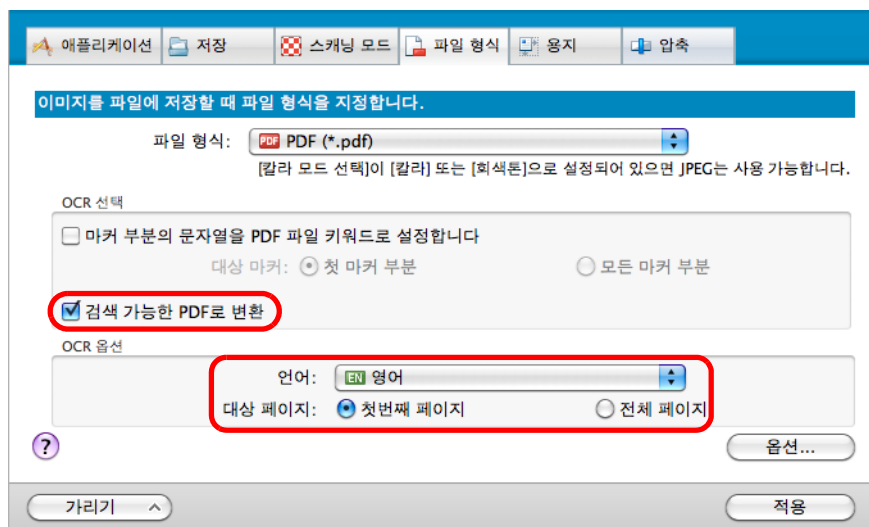 애플리케이션 저장 스캐닝 모드 파일 형식 용지 압축
이미지를 파일에 저장할 때 파일 형식을 지정합니다.
파일 형식: PDF PDF (*.pdf)
[칼라 모드 선택]이 [칼라] 또는 [회색톤]으로 설정되어 있으면 JPEG는 사용 가능합니다.
OCR 선택
마커 부분의 문자열을 PDF 파일 키워드로 설정합니다
대상 마커: 첫 마커 부분 모든 마커 부분
검색 가능한 PDF로 변환
OCR 옵션
언어: EN 영어
대상 페이지: 첫번째 페이지 전체 페이지
? 옵션...
가리기 적용